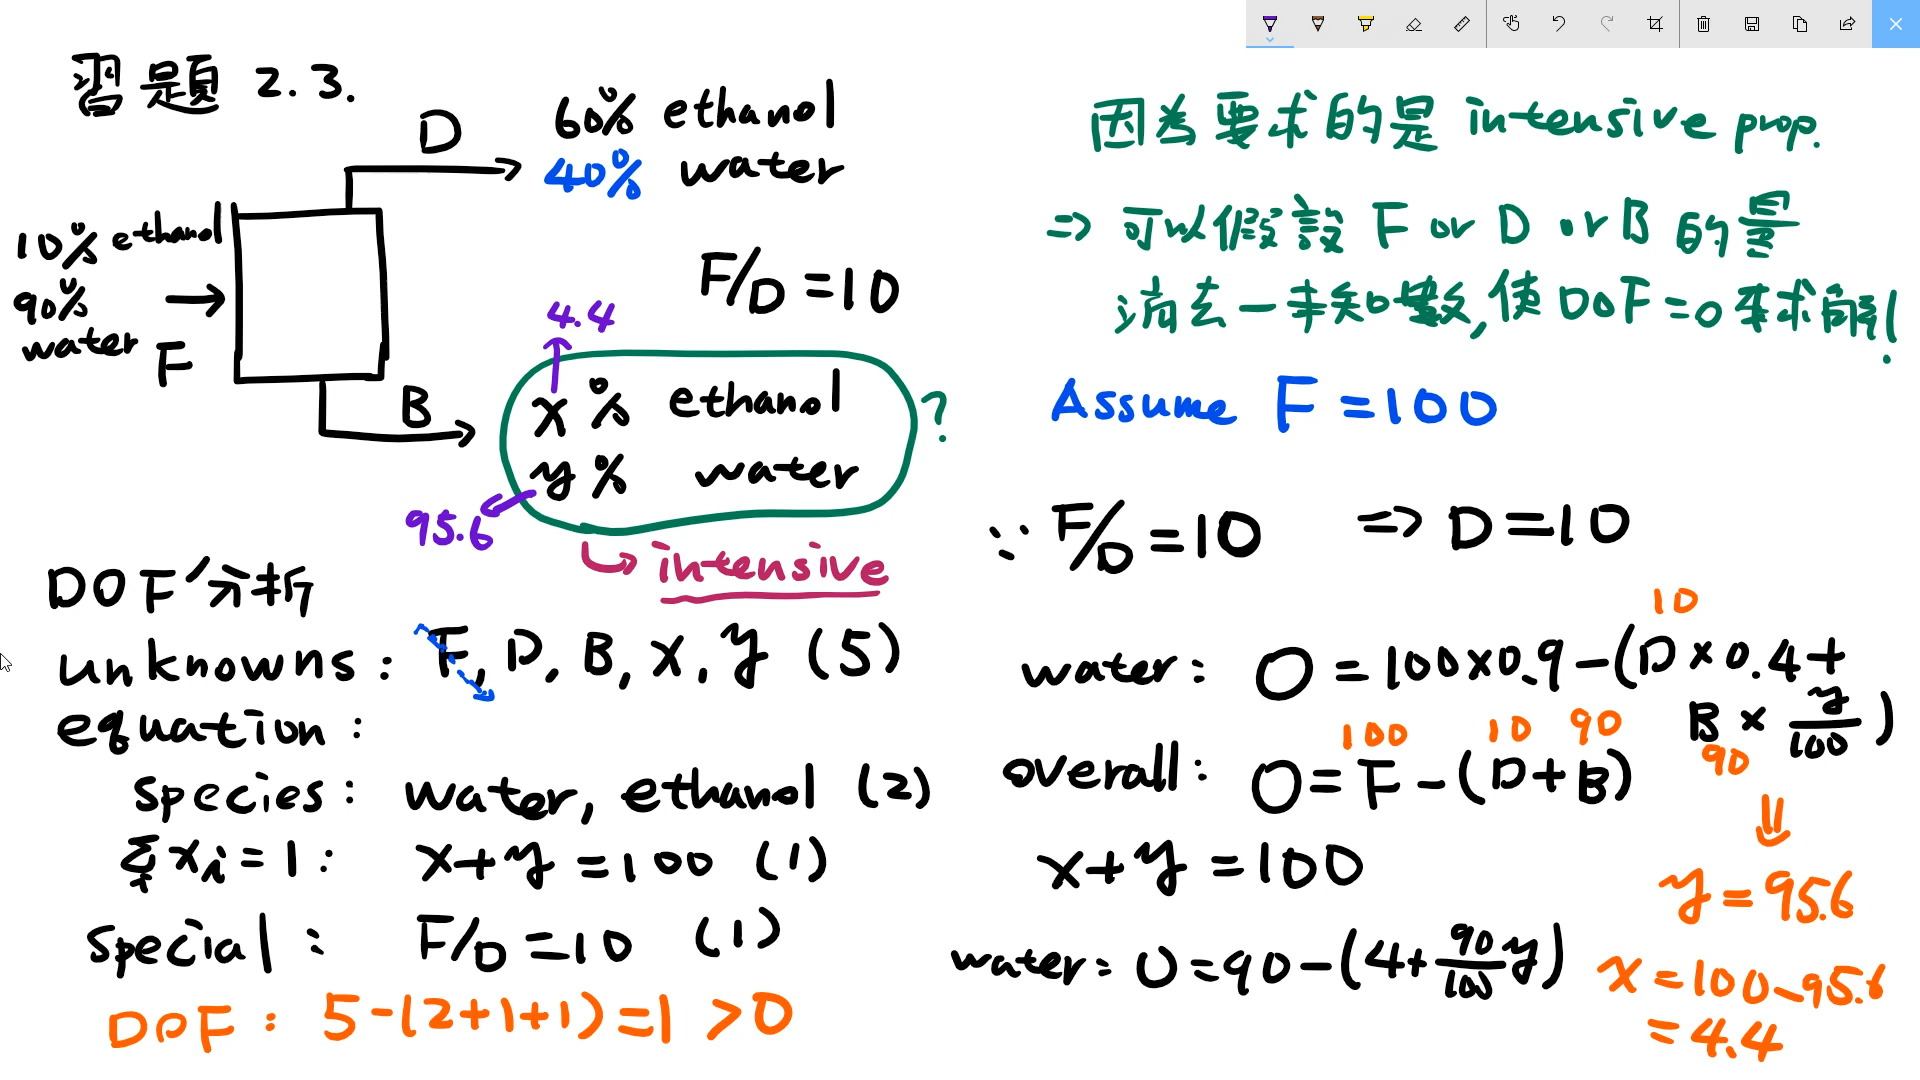 習題 2.3.
D
60% ethanol
40% water
10% ethanol
90% water
F
F/D = 10
4.4
B
x % ethanol
y % water
?
95.6
intensive
DOF 分析
unknowns : F, D, B, x, y (5)
equation :
species : water, ethanol (2)
Σ xi = 1 : x+y = 100 (1)
special : F/D = 10 (1)
DOF : 5-(2+1+1) = 1 > 0
因為要求的是 intensive prop.
⇒ 可以假設 F or D or B 的量
消去一未知數, 使 DOF = 0 來求解!
Assume F = 100
∵ F/D = 10 ⇒ D = 10
10
water : 0 = 100×0.9 - (D × 0.4 +
B × y/100 )
90
100 10 90
overall : 0 = F - (D + B)
x + y = 100
water : 0 = 90 - (4 + 90/100 y)
⇓
y = 95.6
x = 100 - 95.6
= 4.4